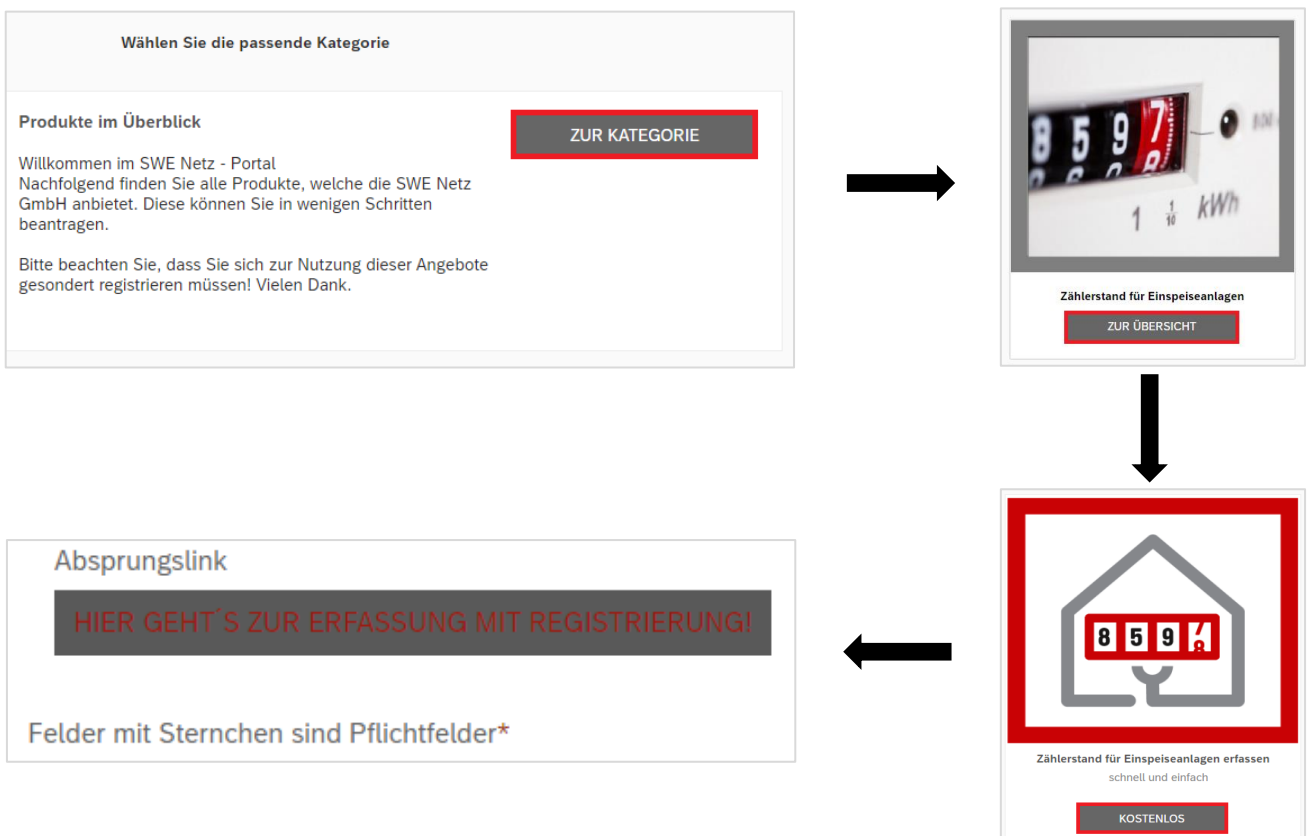 Wählen Sie die passende Kategorie
Produkte im Überblick
ZUR KATEGORIE
Willkommen im SWE Netz - Portal
Nachfolgend finden Sie alle Produkte, welche die SWE Netz
GmbH anbietet. Diese können Sie in wenigen Schritten
beantragen.
Bitte beachten Sie, dass Sie sich zur Nutzung dieser Angebote
gesondert registrieren müssen! Vielen Dank.
8 5 9 7
8
1 1/10 kWh
Zählerstand für Einspeiseanlagen
ZUR ÜBERSICHT
8 5 9 7
8
Zählerstand für Einspeiseanlagen erfassen
schnell und einfach
KOSTENLOS
Absprungslink
HIER GEHT´S ZUR ERFASSUNG MIT REGISTRIERUNG!
Felder mit Sternchen sind Pflichtfelder*